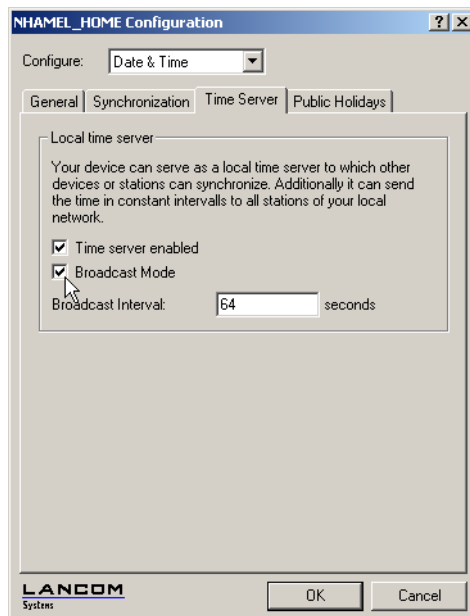 NHAMEL_HOME Configuration
Configure: Date & Time
General Synchronization Time Server Public Holidays
Local time server
Your device can serve as a local time server to which other
devices or stations can synchronize. Additionally it can send
the time in constant intervalls to all stations of your local
network.
Time server enabled
Broadcast Mode
Broadcast Interval: 64 seconds
LANCOM
Systems
OK Cancel